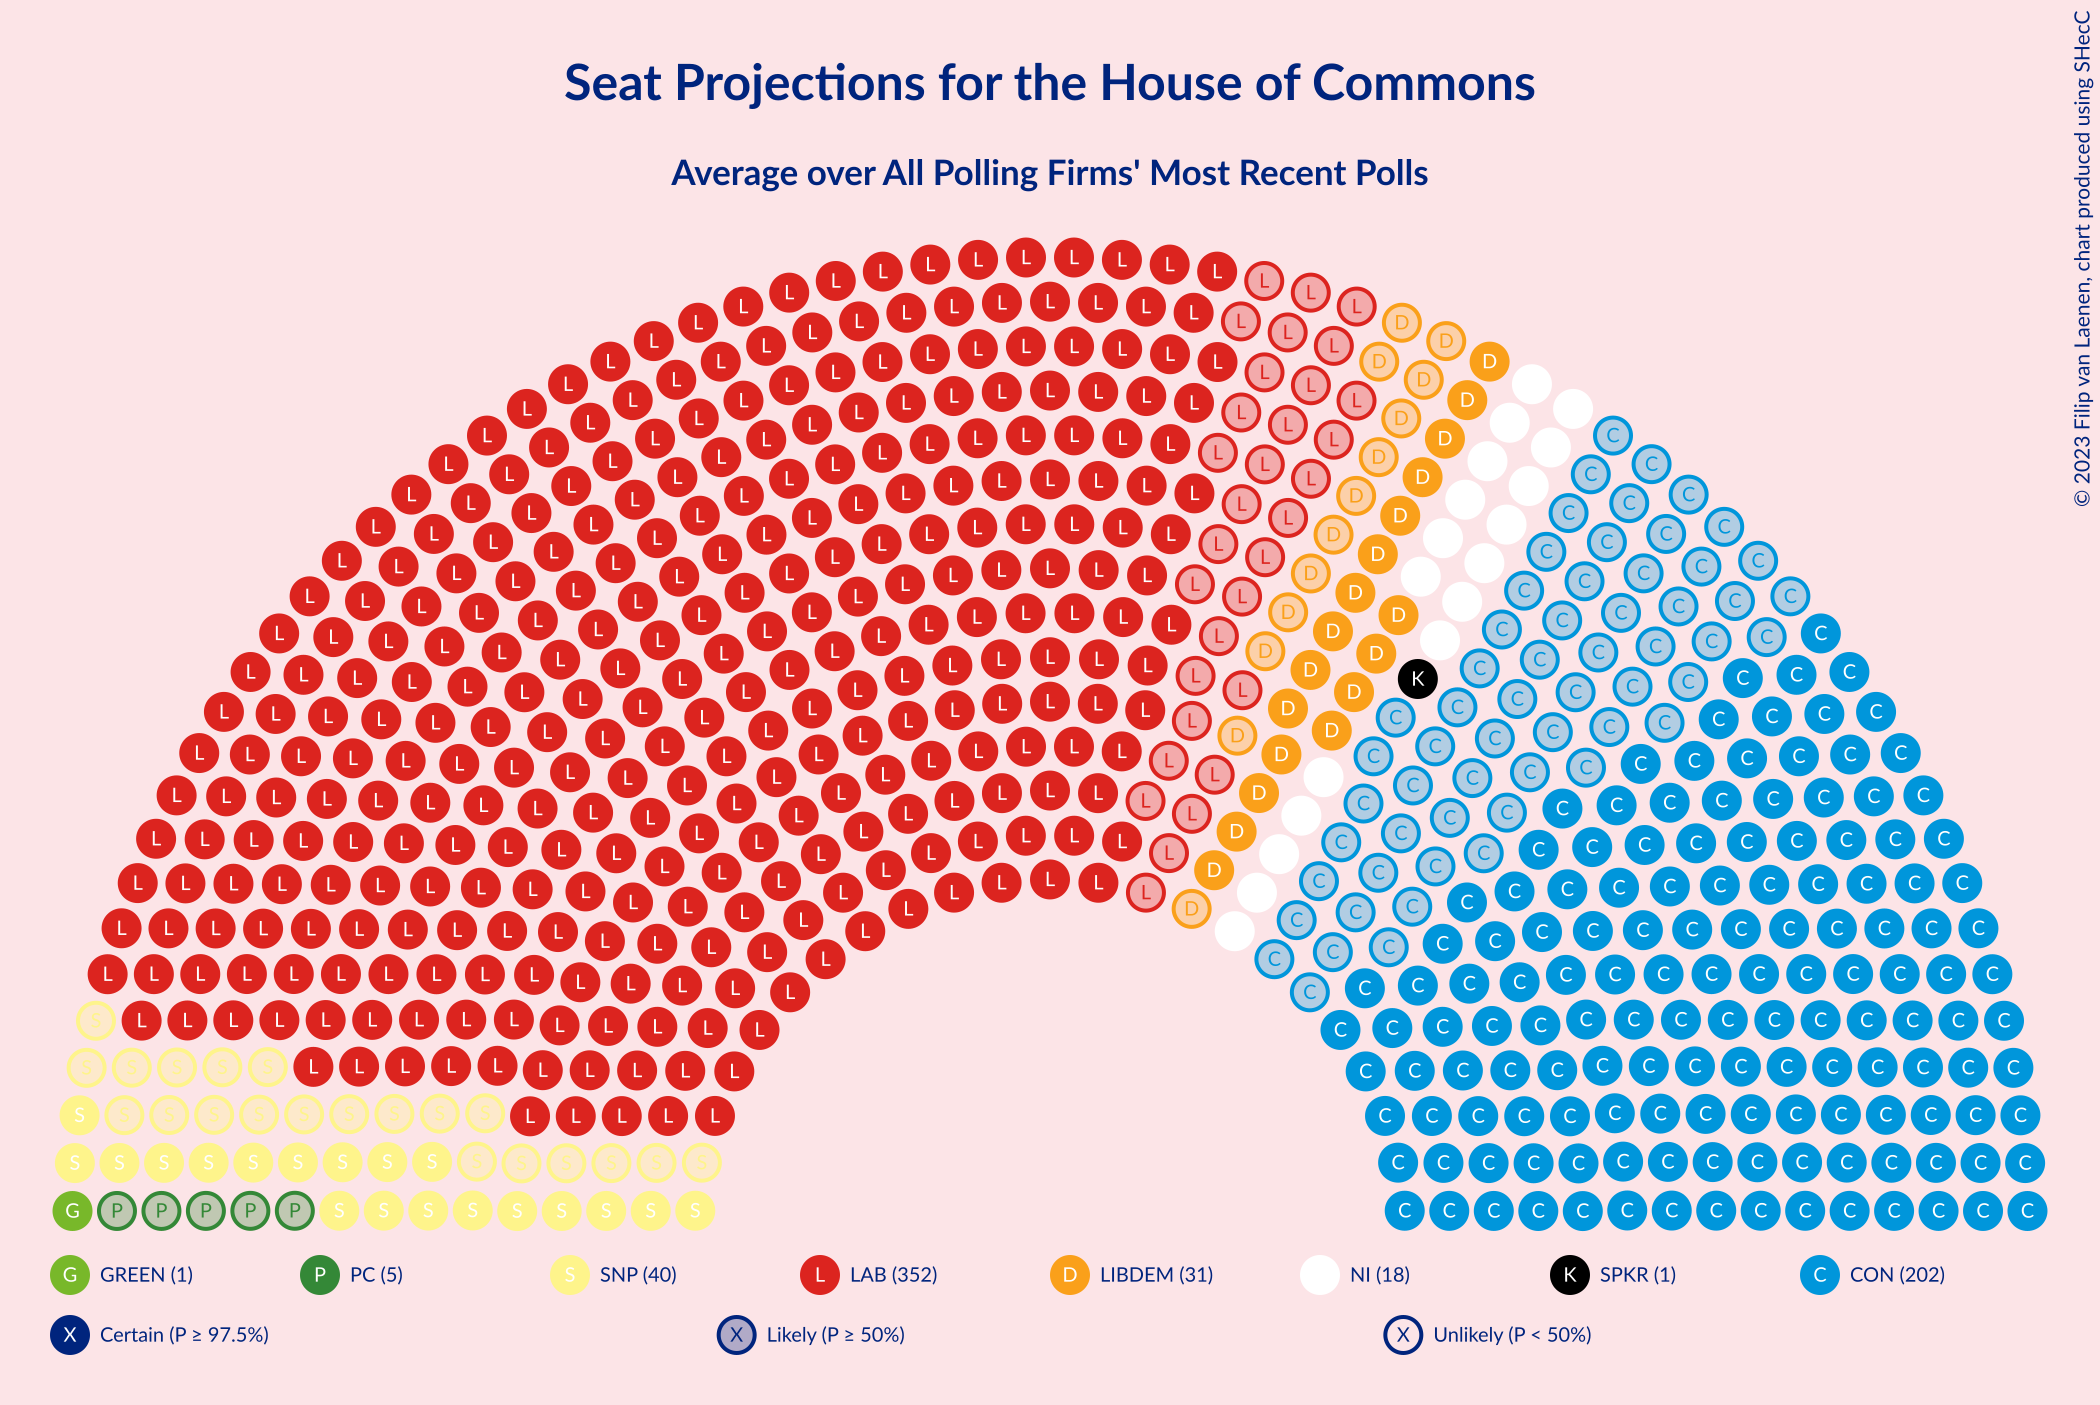 Seat Projections for the House of Commons
Average over All Polling Firms' Most Recent Polls
© 2023 Filip van Laenen, chart produced using SHecC
G GREEN (1) P PC (5) S SNP (40) L LAB (352) D LIBDEM (31) NI (18) K SPKR (1) C CON (202)
X Certain (P ≥ 97.5%) X Likely (P ≥ 50%) X Unlikely (P < 50%)